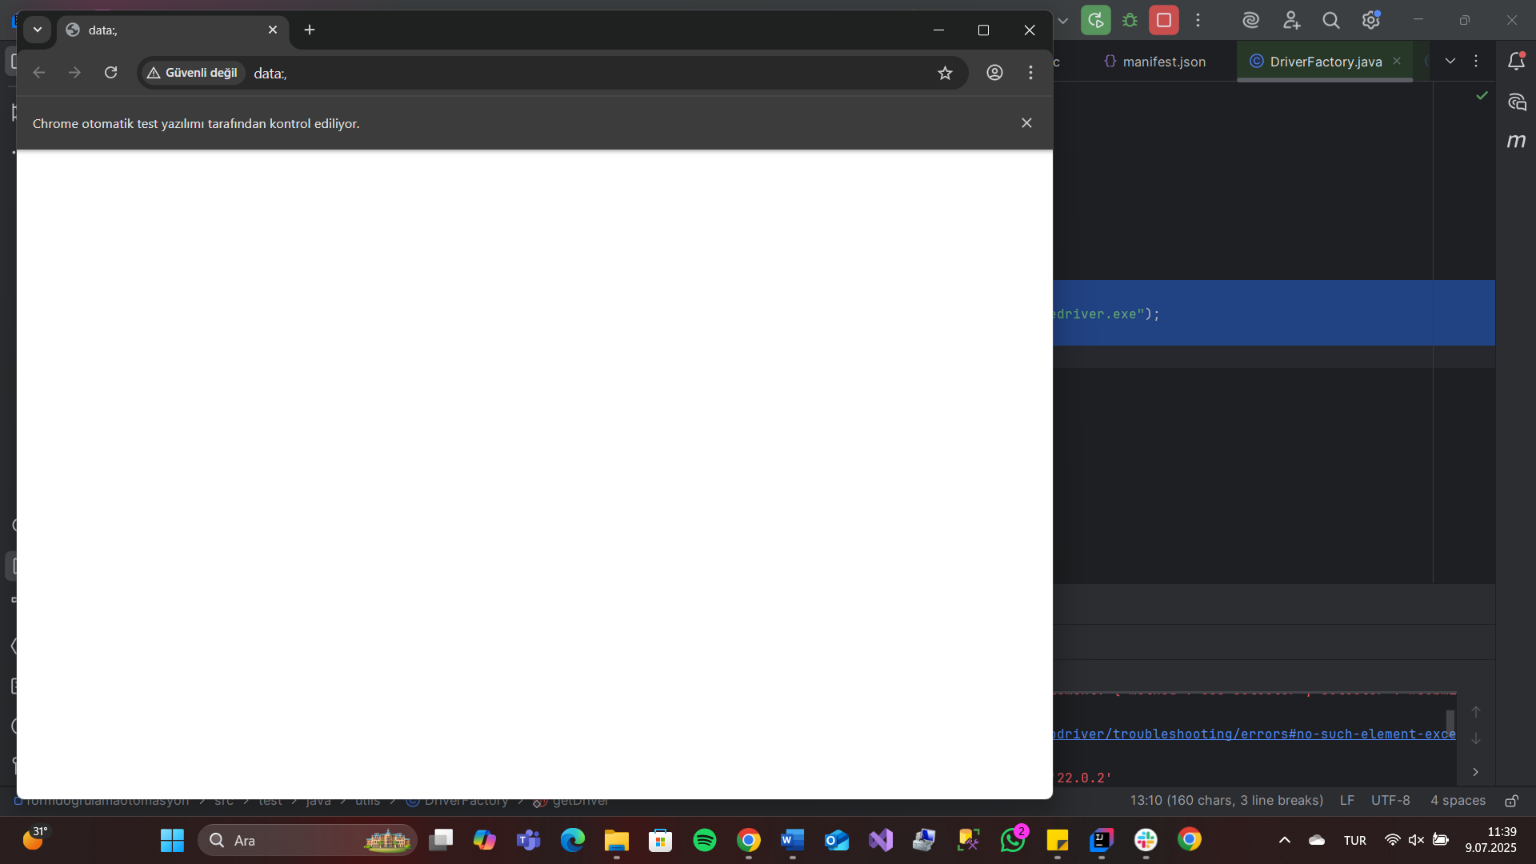 data:,
Güvenli değil
data:,
Chrome otomatik test yazılımı tarafından kontrol ediliyor.
c
manifest.json
DriverFactory.java
edriver.exe");
driver/troubleshooting/errors#no-such-element-exce
22.0.2'
formdogrulamaotomasyon
src
test
java
utils
DriverFactory
getDriver
13:10 (160 chars, 3 line breaks)
LF
UTF-8
4 spaces
31°
Ara
2
TUR
11:39
9.07.2025